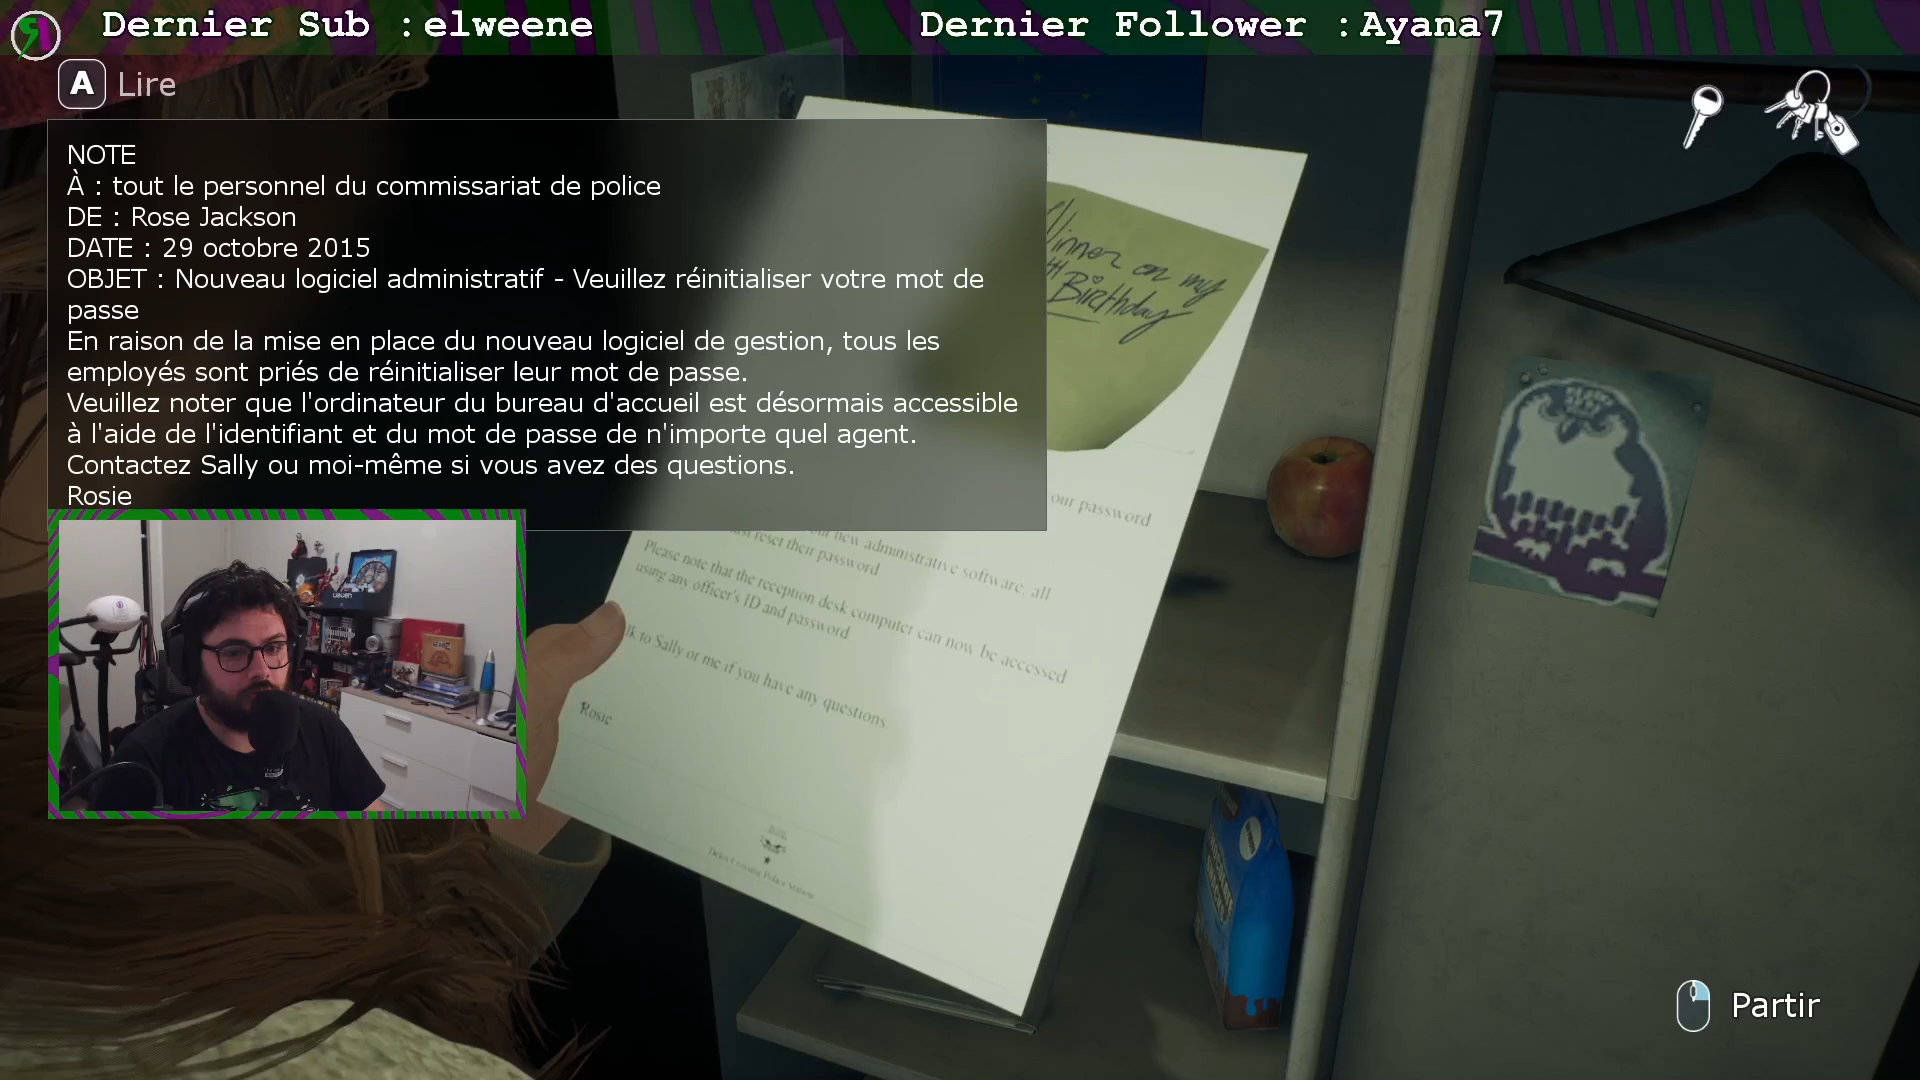 Dernier Sub : elweene
Dernier Follower : Ayana7
A Lire
NOTE
À : tout le personnel du commissariat de police
DE : Rose Jackson
DATE : 29 octobre 2015
OBJET : Nouveau logiciel administratif - Veuillez réinitialiser votre mot de
passe
En raison de la mise en place du nouveau logiciel de gestion, tous les
employés sont priés de réinitialiser leur mot de passe.
Veuillez noter que l'ordinateur du bureau d'accueil est désormais accessible
à l'aide de l'identifiant et du mot de passe de n'importe quel agent.
Contactez Sally ou moi-même si vous avez des questions.
Rosie
on my
Birthday
our password
new administrative software, all
reset their password
Please note that the reception desk computer can now be accessed
using any officer's ID and password
to Sally or me if you have any questions
Rosie
Police
Partir